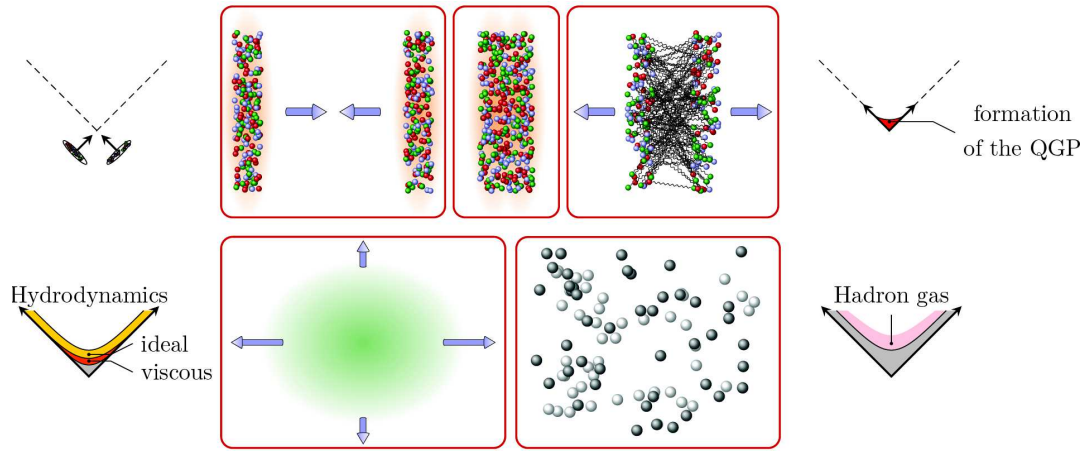 formation
of the QGP
Hydrodynamics
ideal
viscous
Hadron gas